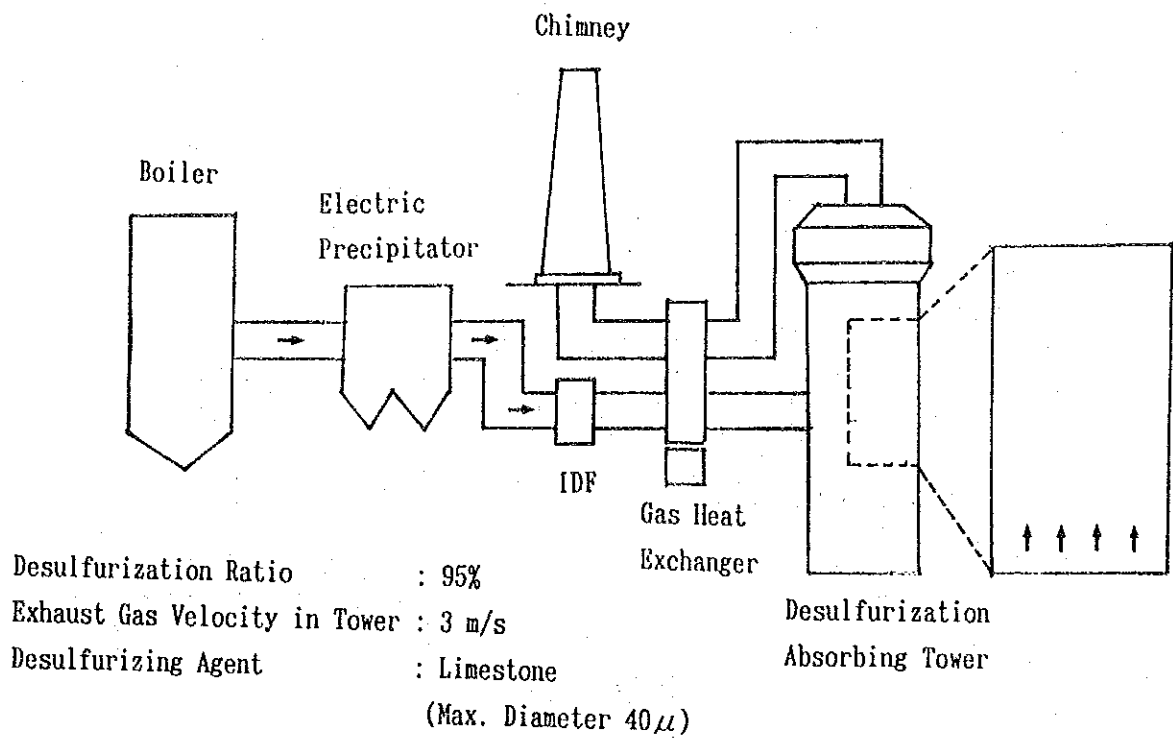 Chimney
Boiler
Electric
Precipitator
IDF
Gas Heat
Exchanger
Desulfurization
Absorbing Tower
Desulfurization Ratio : 95%
Exhaust Gas Velocity in Tower : 3 m/s
Desulfurizing Agent : Limestone
(Max. Diameter 40μ)